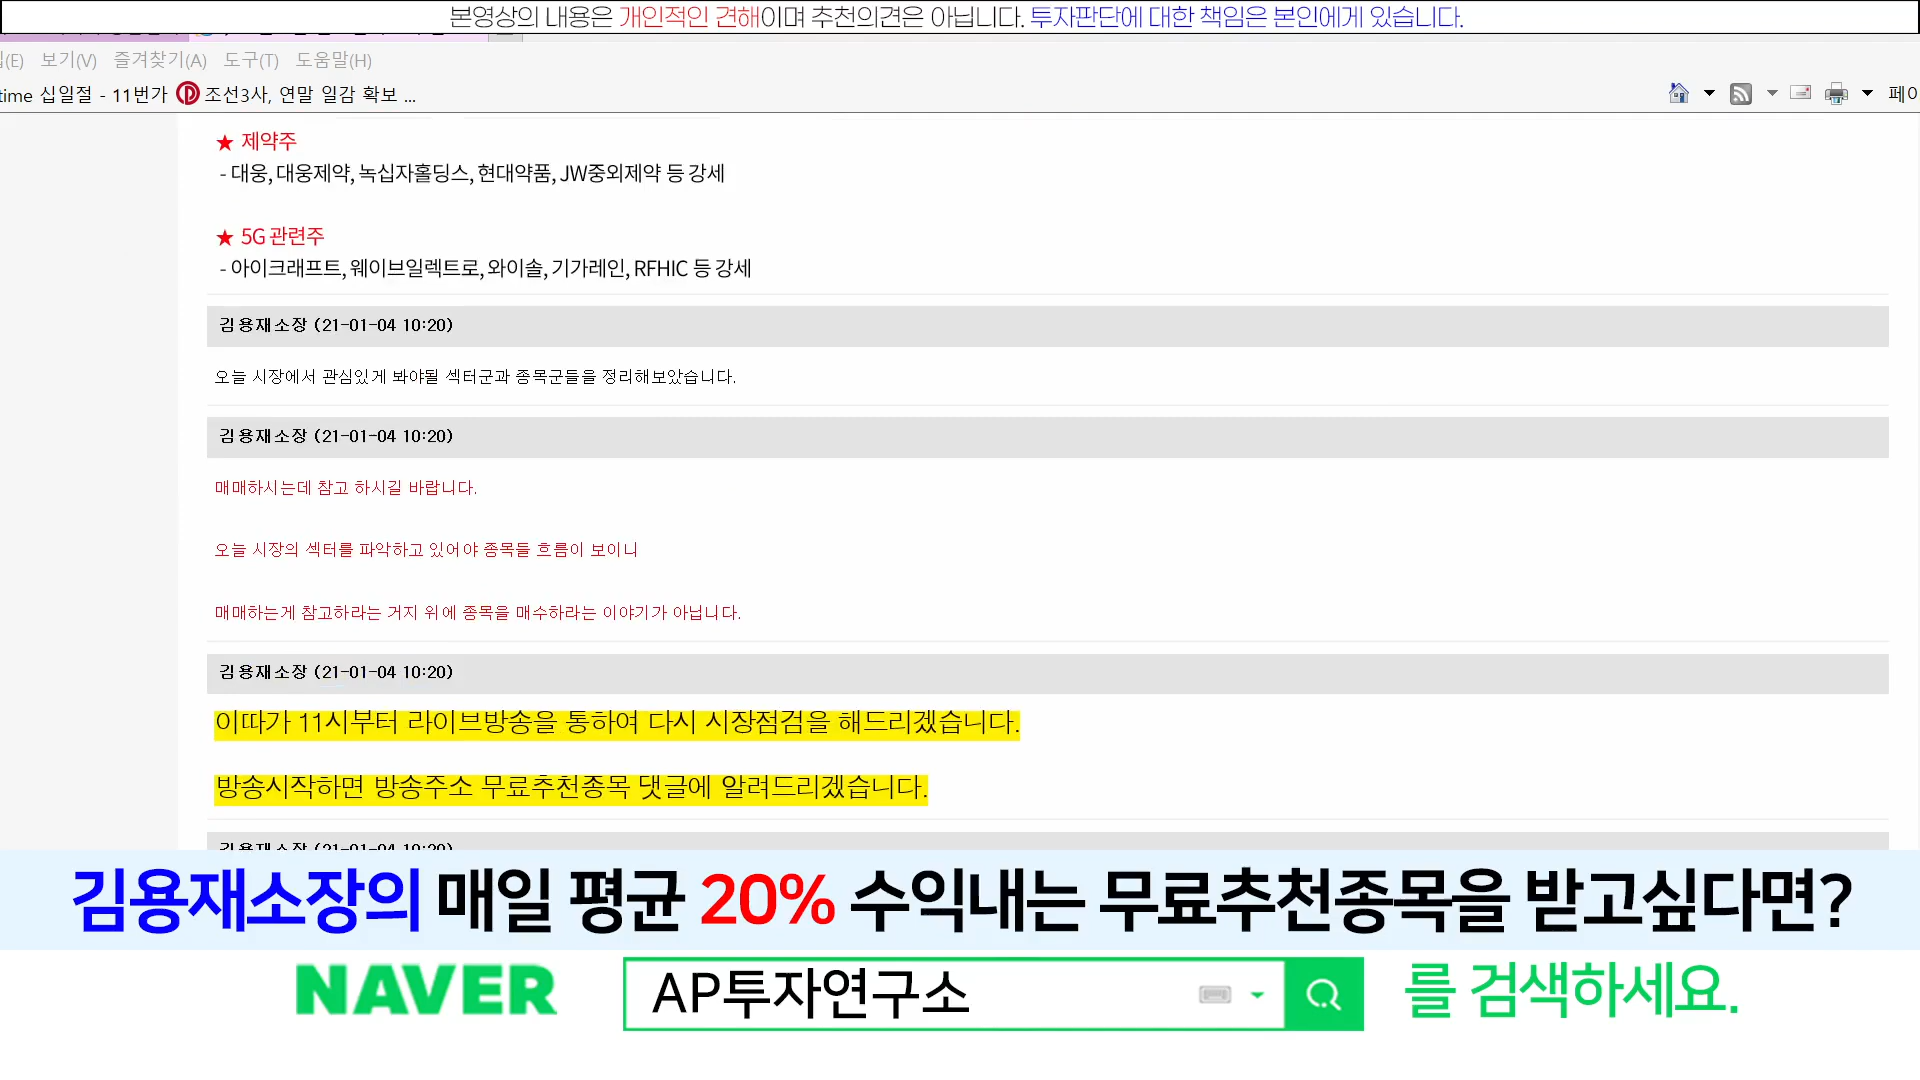 본영상의 내용은 개인적인 견해이며 추천의견은 아닙니다. 투자판단에 대한 책임은 본인에게 있습니다.
(E) 보기(V) 즐겨찾기(A) 도구(T) 도움말(H)
time 십일절 - 11번가 조선3사, 연말 일감 확보 ... 페이
★ 제약주
- 대웅, 대웅제약, 녹십자홀딩스, 현대약품, JW중외제약 등 강세
★ 5G 관련주
- 아이크래프트, 웨이브일렉트로, 와이솔, 기가레인, RFHIC 등 강세
김용재소장 (21-01-04 10:20)
오늘 시장에서 관심있게 봐야될 섹터군과 종목군들을 정리해보았습니다.
김용재소장 (21-01-04 10:20)
매매하시는데 참고 하시길 바랍니다.
오늘 시장의 섹터를 파악하고 있어야 종목들 흐름이 보이니
매매하는게 참고하라는 거지 위에 종목을 매수하라는 이야기가 아닙니다.
김용재소장 (21-01-04 10:20)
이따가 11시부터 라이브방송을 통하여 다시 시장점검을 해드리겠습니다.
방송시작하면 방송주소 무료추천종목 댓글에 알려드리겠습니다.
김용재소장 (21-01-04 10:20)
김용재소장의 매일 평균 20% 수익내는 무료추천종목을 받고싶다면?
NAVER AP투자연구소 를 검색하세요.